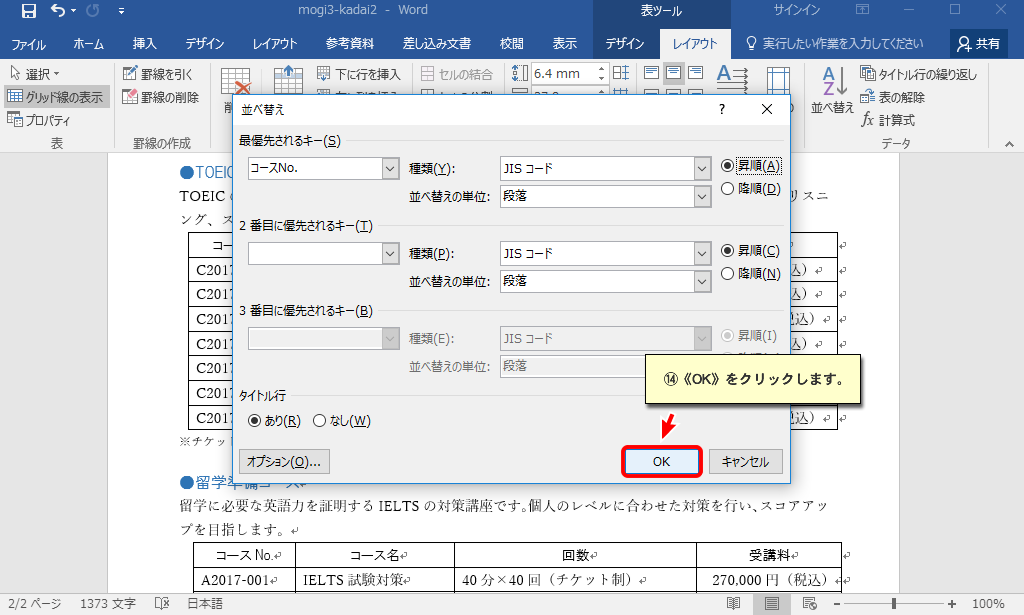 mogi3-kadai2 - Word
表ツール
サインイン
ファイル ホーム 挿入 デザイン レイアウト 参考資料 差し込み文書 校閲 表示 デザイン レイアウト 実行したい作業を入力してください 共有
選択
グリッド線の表示
プロパティ
表
罫線を引く
罫線の削除
罫線の作成
下に行を挿入
セルの結合
6.4 mm
並べ替え
タイトル行の繰り返し
表の解除
計算式
データ
並べ替え
?
最優先されるキー(S)
コースNo. 種類(Y): JIS コード 昇順(A)
並べ替えの単位: 段落 降順(D)
2 番目に優先されるキー(T)
種類(P): JIS コード 昇順(C)
並べ替えの単位: 段落 降順(N)
3 番目に優先されるキー(B)
種類(E): JIS コード 昇順(I)
並べ替えの単位: 段落
タイトル行
あり(R) なし(W)
オプション(O)... OK キャンセル
⑭《OK》をクリックします。
●TOEIC
TOEIC
リスニ
ング、ス
コー
C2017
C2017
C2017
C2017
C2017
C2017
C2017
込）
込）
税込）
込）
込）
※チケット
●留学準備コース
留学に必要な英語力を証明する IELTS の対策講座です。個人のレベルに合わせた対策を行い、スコアアッ
プを目指します。
コース No. コース名 回数 受講料
A2017-001 IELTS 試験対策 40 分×40 回（チケット制） 270,000 円（税込）
2/2 ページ 1373 文字 日本語 100%